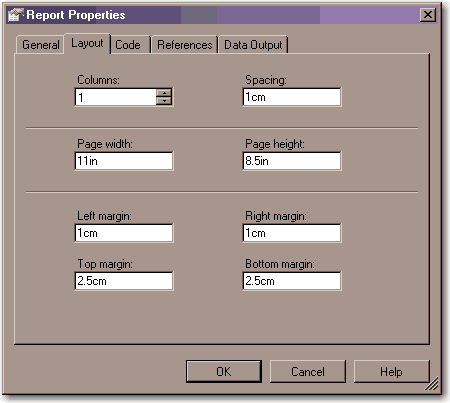 Report Properties
General Layout Code References Data Output
Columns: Spacing:
1 1cm
Page width: Page height:
11in 8.5in
Left margin: Right margin:
1cm 1cm
Top margin: Bottom margin:
2.5cm 2.5cm
OK Cancel Help